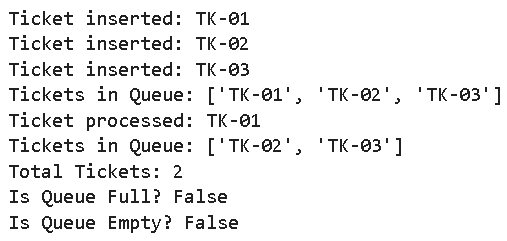 Ticket inserted: TK-01
Ticket inserted: TK-02
Ticket inserted: TK-03
Tickets in Queue: ['TK-01', 'TK-02', 'TK-03']
Ticket processed: TK-01
Tickets in Queue: ['TK-02', 'TK-03']
Total Tickets: 2
Is Queue Full? False
Is Queue Empty? False